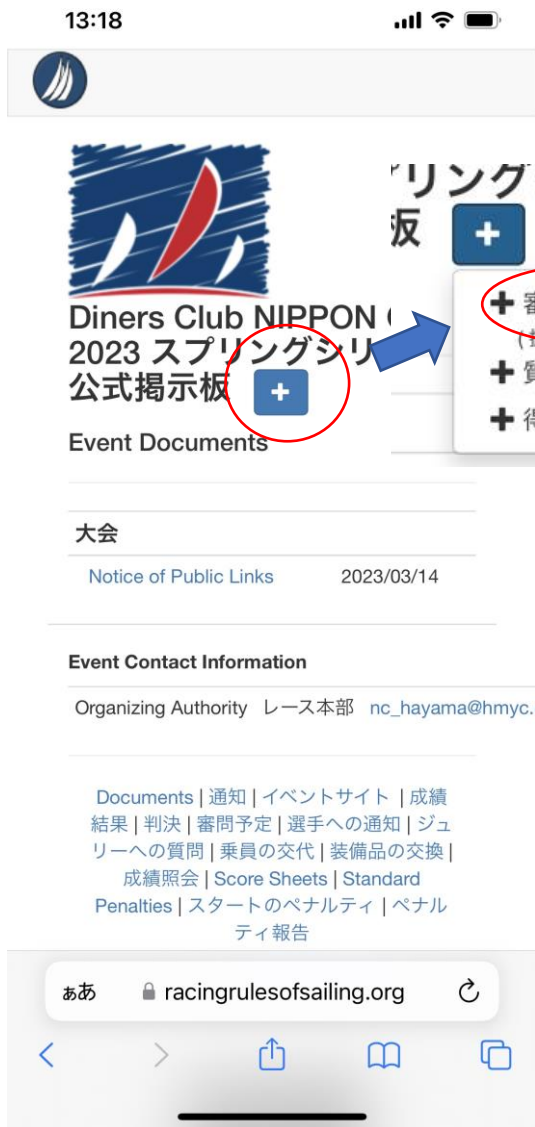 13:18
Diners Club NIPPON
2023 スプリングシリ
公式掲示板 +
Event Documents
リング
板 +
+
+
+
大会
Notice of Public Links 2023/03/14
Event Contact Information
Organizing Authority レース本部 nc_hayama@hmyc.
Documents | 通知 | イベントサイト | 成績
結果 | 判決 | 審問予定 | 選手への通知 | ジュ
リーへの質問 | 乗員の交代 | 装備品の交換 |
成績照会 | Score Sheets | Standard
Penalties | スタートのペナルティ | ペナル
ティ報告
ぁあ racingrulesofsailing.org